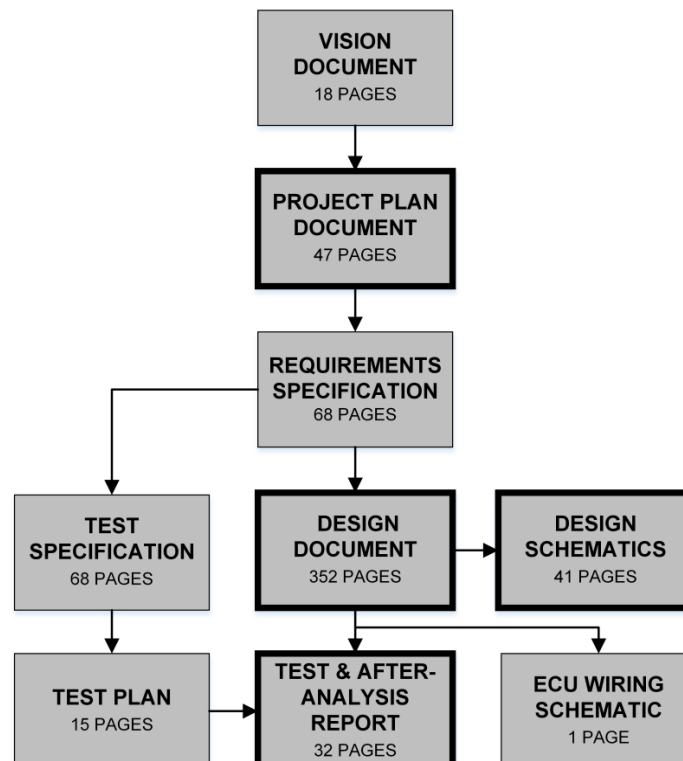 VISION
DOCUMENT
18 PAGES
PROJECT PLAN
DOCUMENT
47 PAGES
REQUIREMENTS
SPECIFICATION
68 PAGES
TEST
SPECIFICATION
68 PAGES
DESIGN
DOCUMENT
352 PAGES
DESIGN
SCHEMATICS
41 PAGES
TEST PLAN
15 PAGES
TEST & AFTER-
ANALYSIS
REPORT
32 PAGES
ECU WIRING
SCHEMATIC
1 PAGE